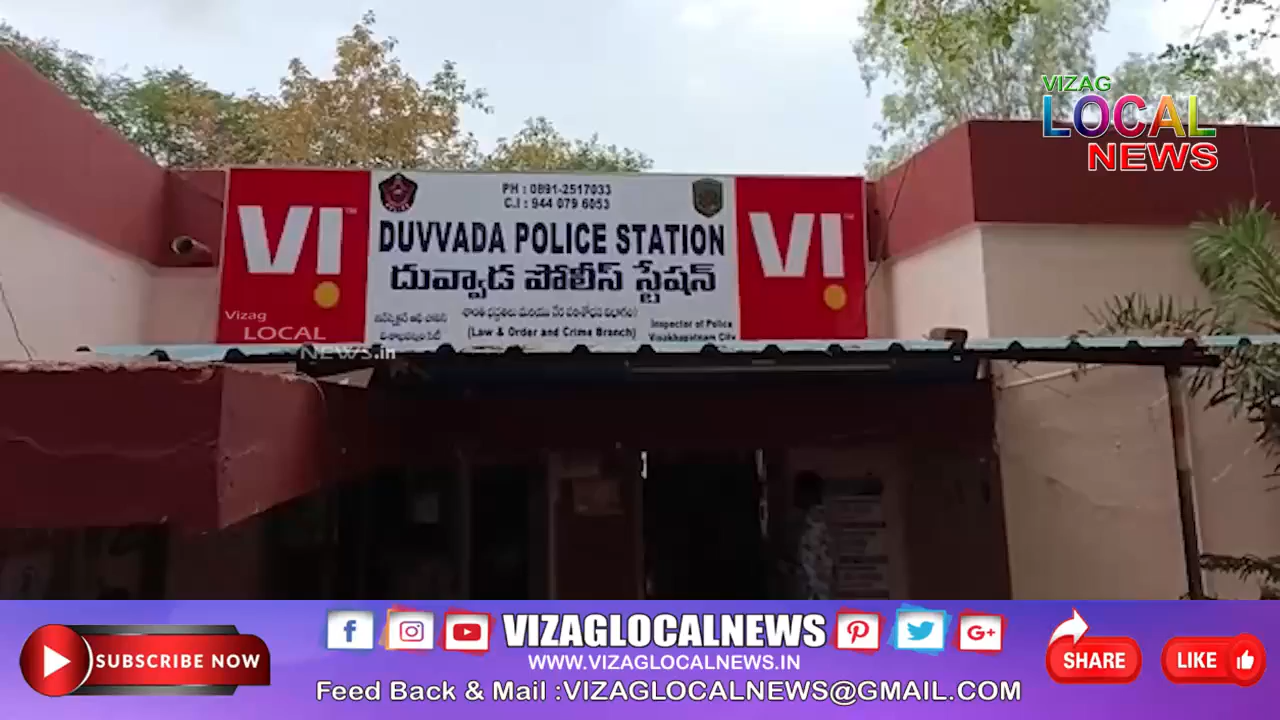 VIZAG
LOCAL
NEWS
PH : 0891-2517033
C.I : 944 079 6053
VI
DUVVADA POLICE STATION
VI
దువ్వాడ పోలీస్ స్టేషన్
(Law & Order and Crime Branch)
Inspector of Police
Visakhapatnam City
Vizag
LOCAL
NEWS.in
SUBSCRIBE NOW
VIZAGLOCALNEWS
WWW.VIZAGLOCALNEWS.IN
Feed Back & Mail :VIZAGLOCALNEWS@GMAIL.COM
G+
SHARE
LIKE